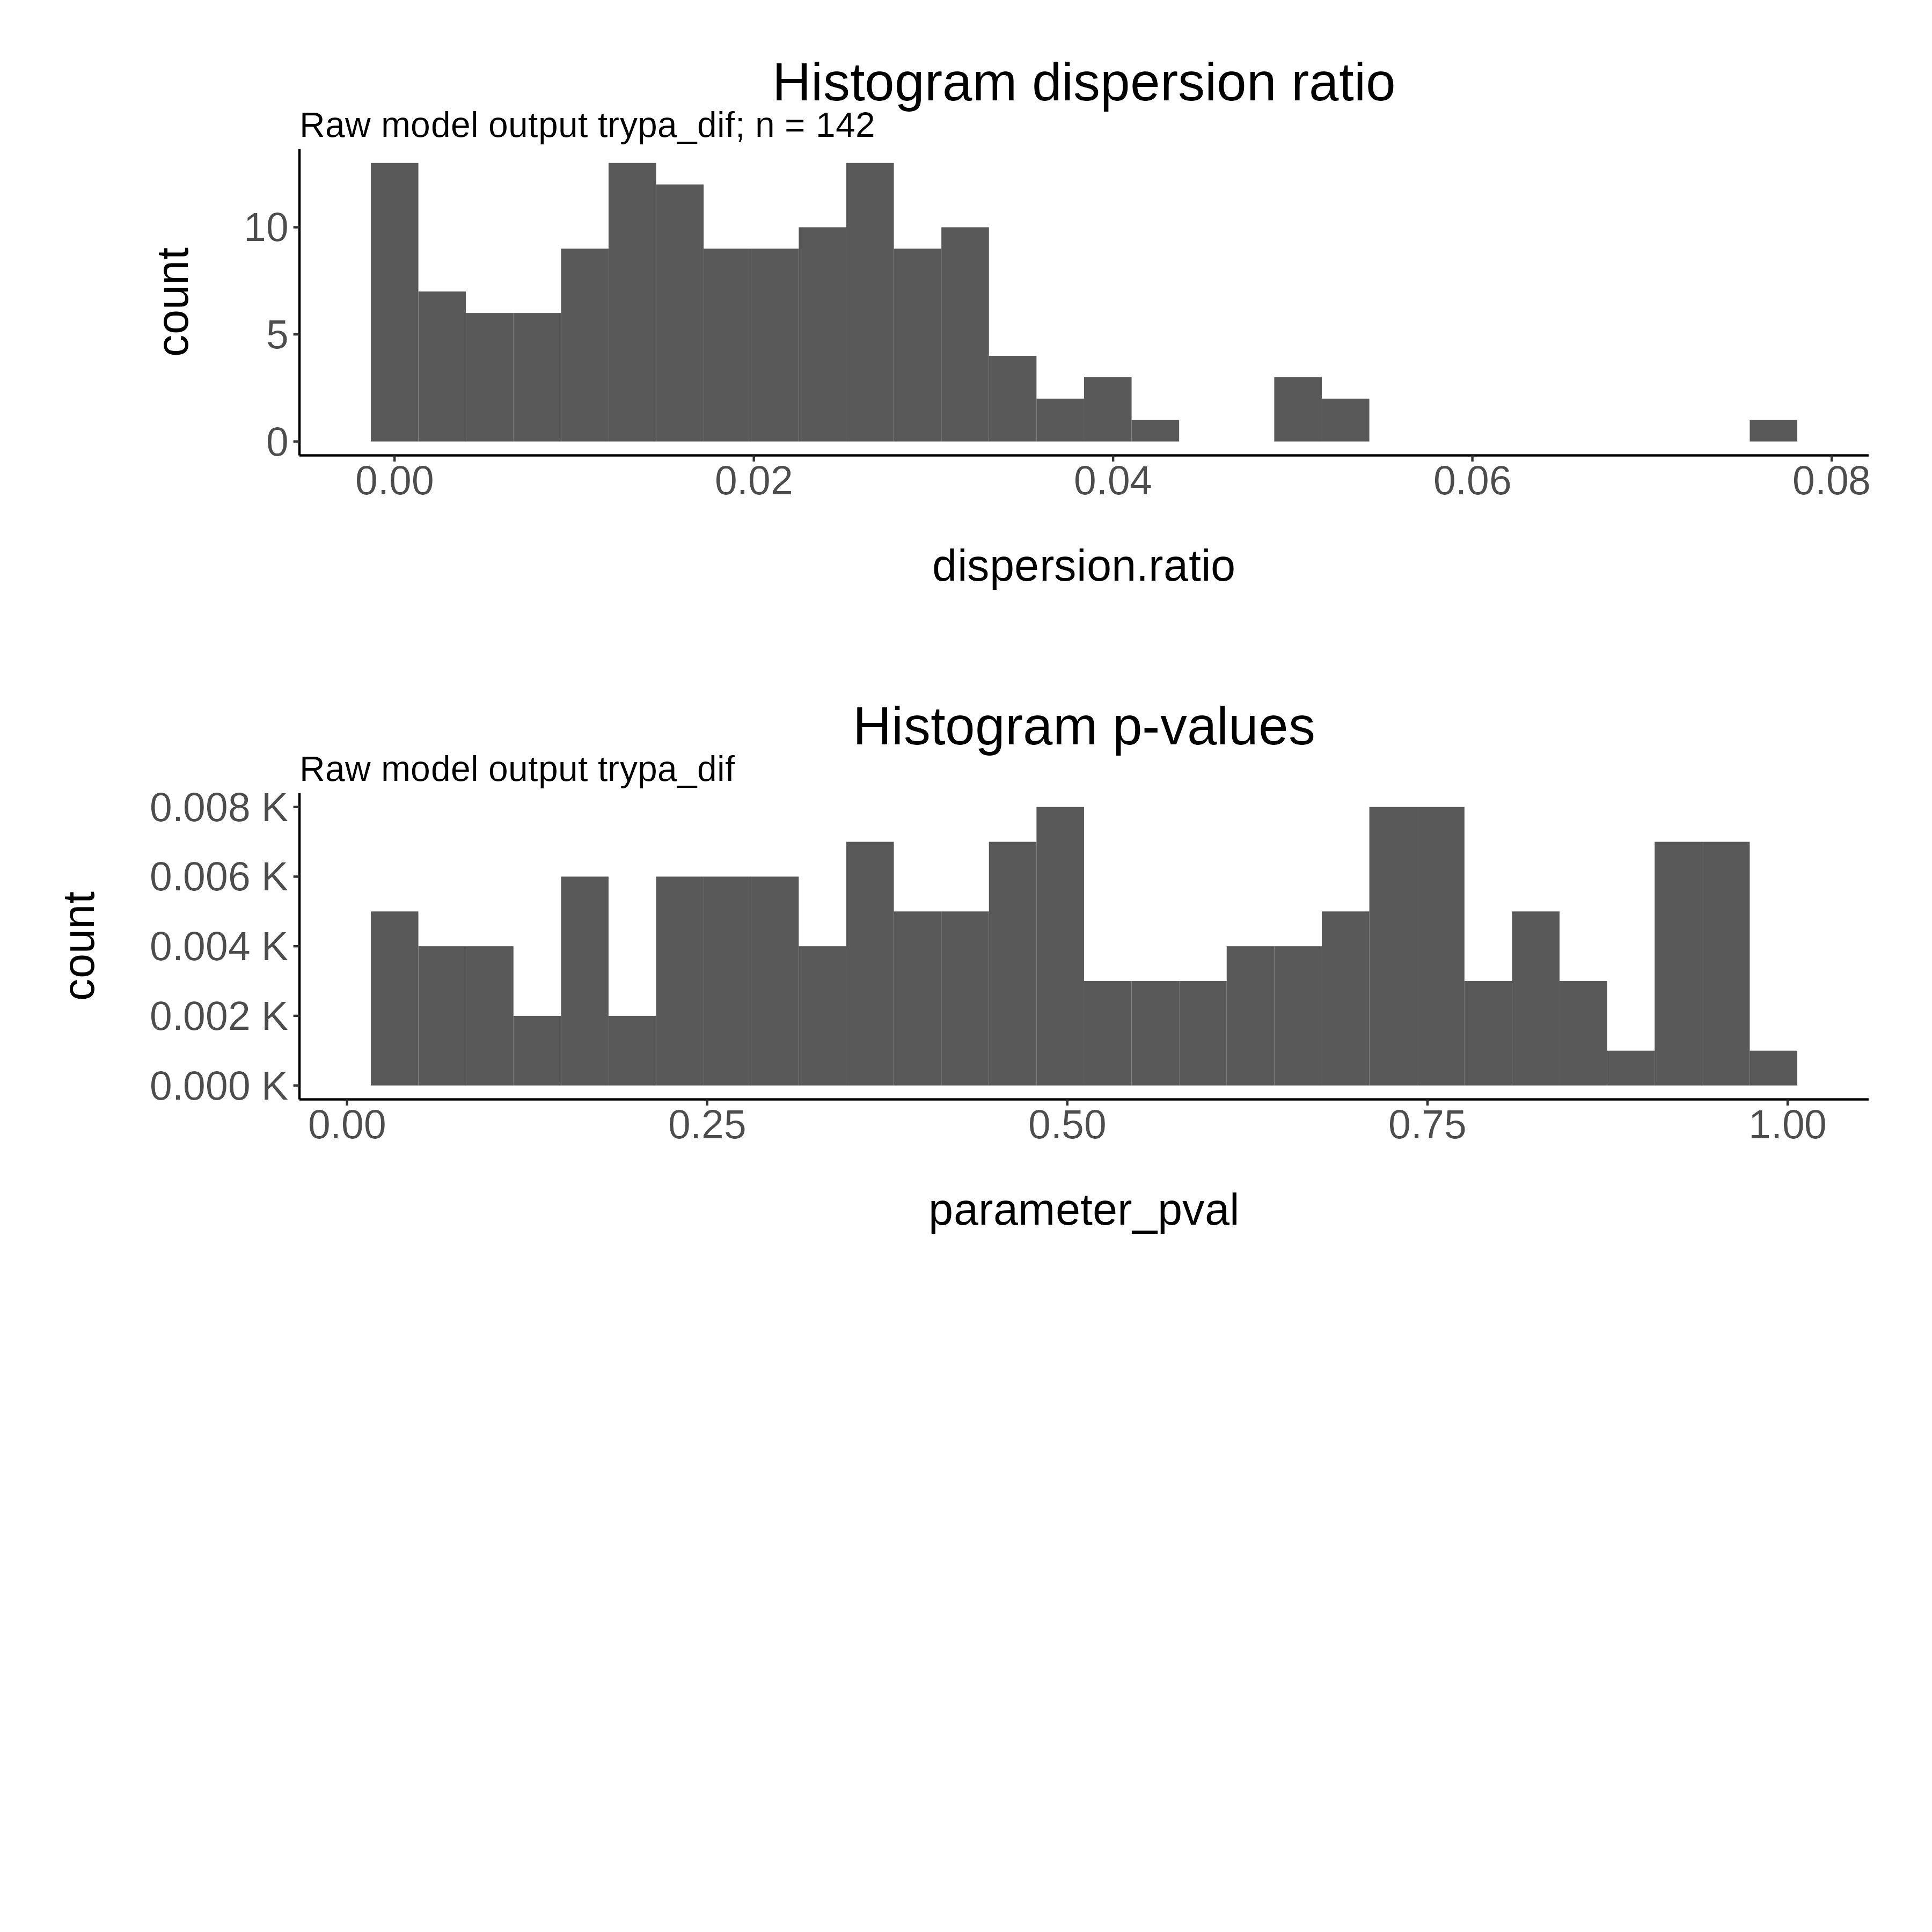 Histogram dispersion ratio
Raw model output trypa_dif; n = 142
count
10
5
0
0.00 0.02 0.04 0.06 0.08
dispersion.ratio
Histogram p-values
Raw model output trypa_dif
count
0.008 K
0.006 K
0.004 K
0.002 K
0.000 K
0.00 0.25 0.50 0.75 1.00
parameter_pval